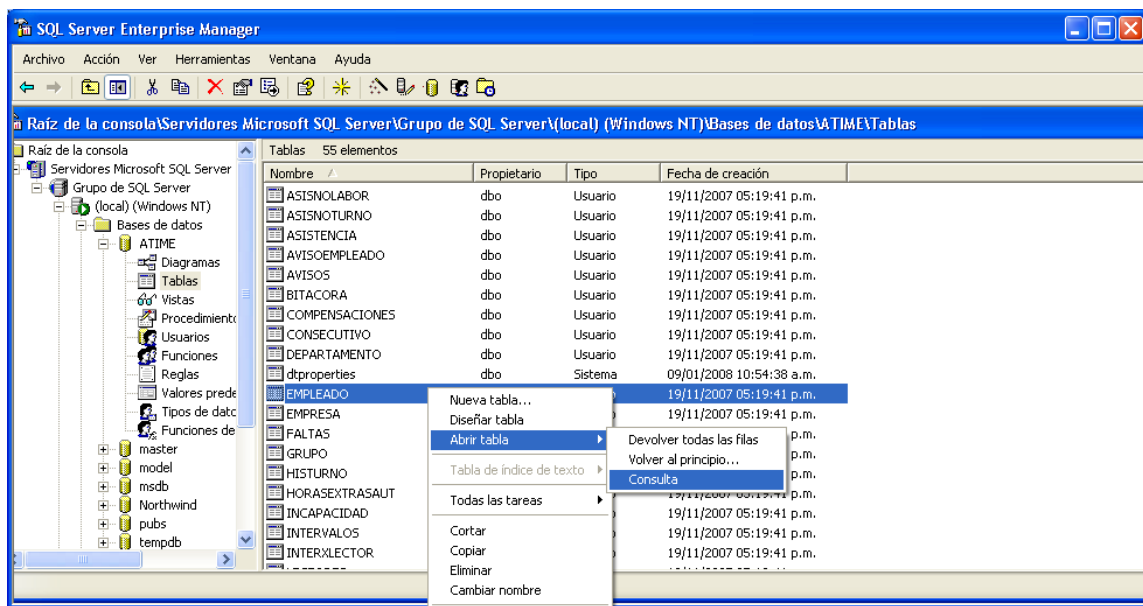 SQL Server Enterprise Manager
Archivo Acción Ver Herramientas Ventana Ayuda
Raíz de la consola\Servidores Microsoft SQL Server\Grupo de SQL Server\(local) (Windows NT)\Bases de datos\ATIME\Tablas
Raíz de la consola
Servidores Microsoft SQL Server
Grupo de SQL Server
(local) (Windows NT)
Bases de datos
ATIME
Diagramas
Tablas
Vistas
Procedimiento
Usuarios
Funciones
Reglas
Valores prede
Tipos de datc
Funciones de
master
model
msdb
Northwind
pubs
tempdb
Tablas 55 elementos
Nombre Propietario Tipo Fecha de creación
ASISNOLABOR dbo Usuario 19/11/2007 05:19:41 p.m.
ASISNOTURNO dbo Usuario 19/11/2007 05:19:41 p.m.
ASISTENCIA dbo Usuario 19/11/2007 05:19:41 p.m.
AVISOEMPLEADO dbo Usuario 19/11/2007 05:19:41 p.m.
AVISOS dbo Usuario 19/11/2007 05:19:41 p.m.
BITACORA dbo Usuario 19/11/2007 05:19:41 p.m.
COMPENSACIONES dbo Usuario 19/11/2007 05:19:41 p.m.
CONSECUTIVO dbo Usuario 19/11/2007 05:19:41 p.m.
DEPARTAMENTO dbo Usuario 19/11/2007 05:19:41 p.m.
dtproperties dbo Sistema 09/01/2008 10:54:38 a.m.
EMPLEADO 19/11/2007 05:19:41 p.m.
EMPRESA 19/11/2007 05:19:41 p.m.
FALTAS p.m.
GRUPO p.m.
HISTURNO p.m.
HORASEXTRASAUT 19/11/2007 05:19:41 p.m.
INCAPACIDAD 19/11/2007 05:19:41 p.m.
INTERVALOS 19/11/2007 05:19:41 p.m.
INTERXLECTOR 19/11/2007 05:19:41 p.m.
Nueva tabla...
Diseñar tabla
Abrir tabla
Tabla de índice de texto
Todas las tareas
Cortar
Copiar
Eliminar
Cambiar nombre
Devolver todas las filas
Volver al principio...
Consulta